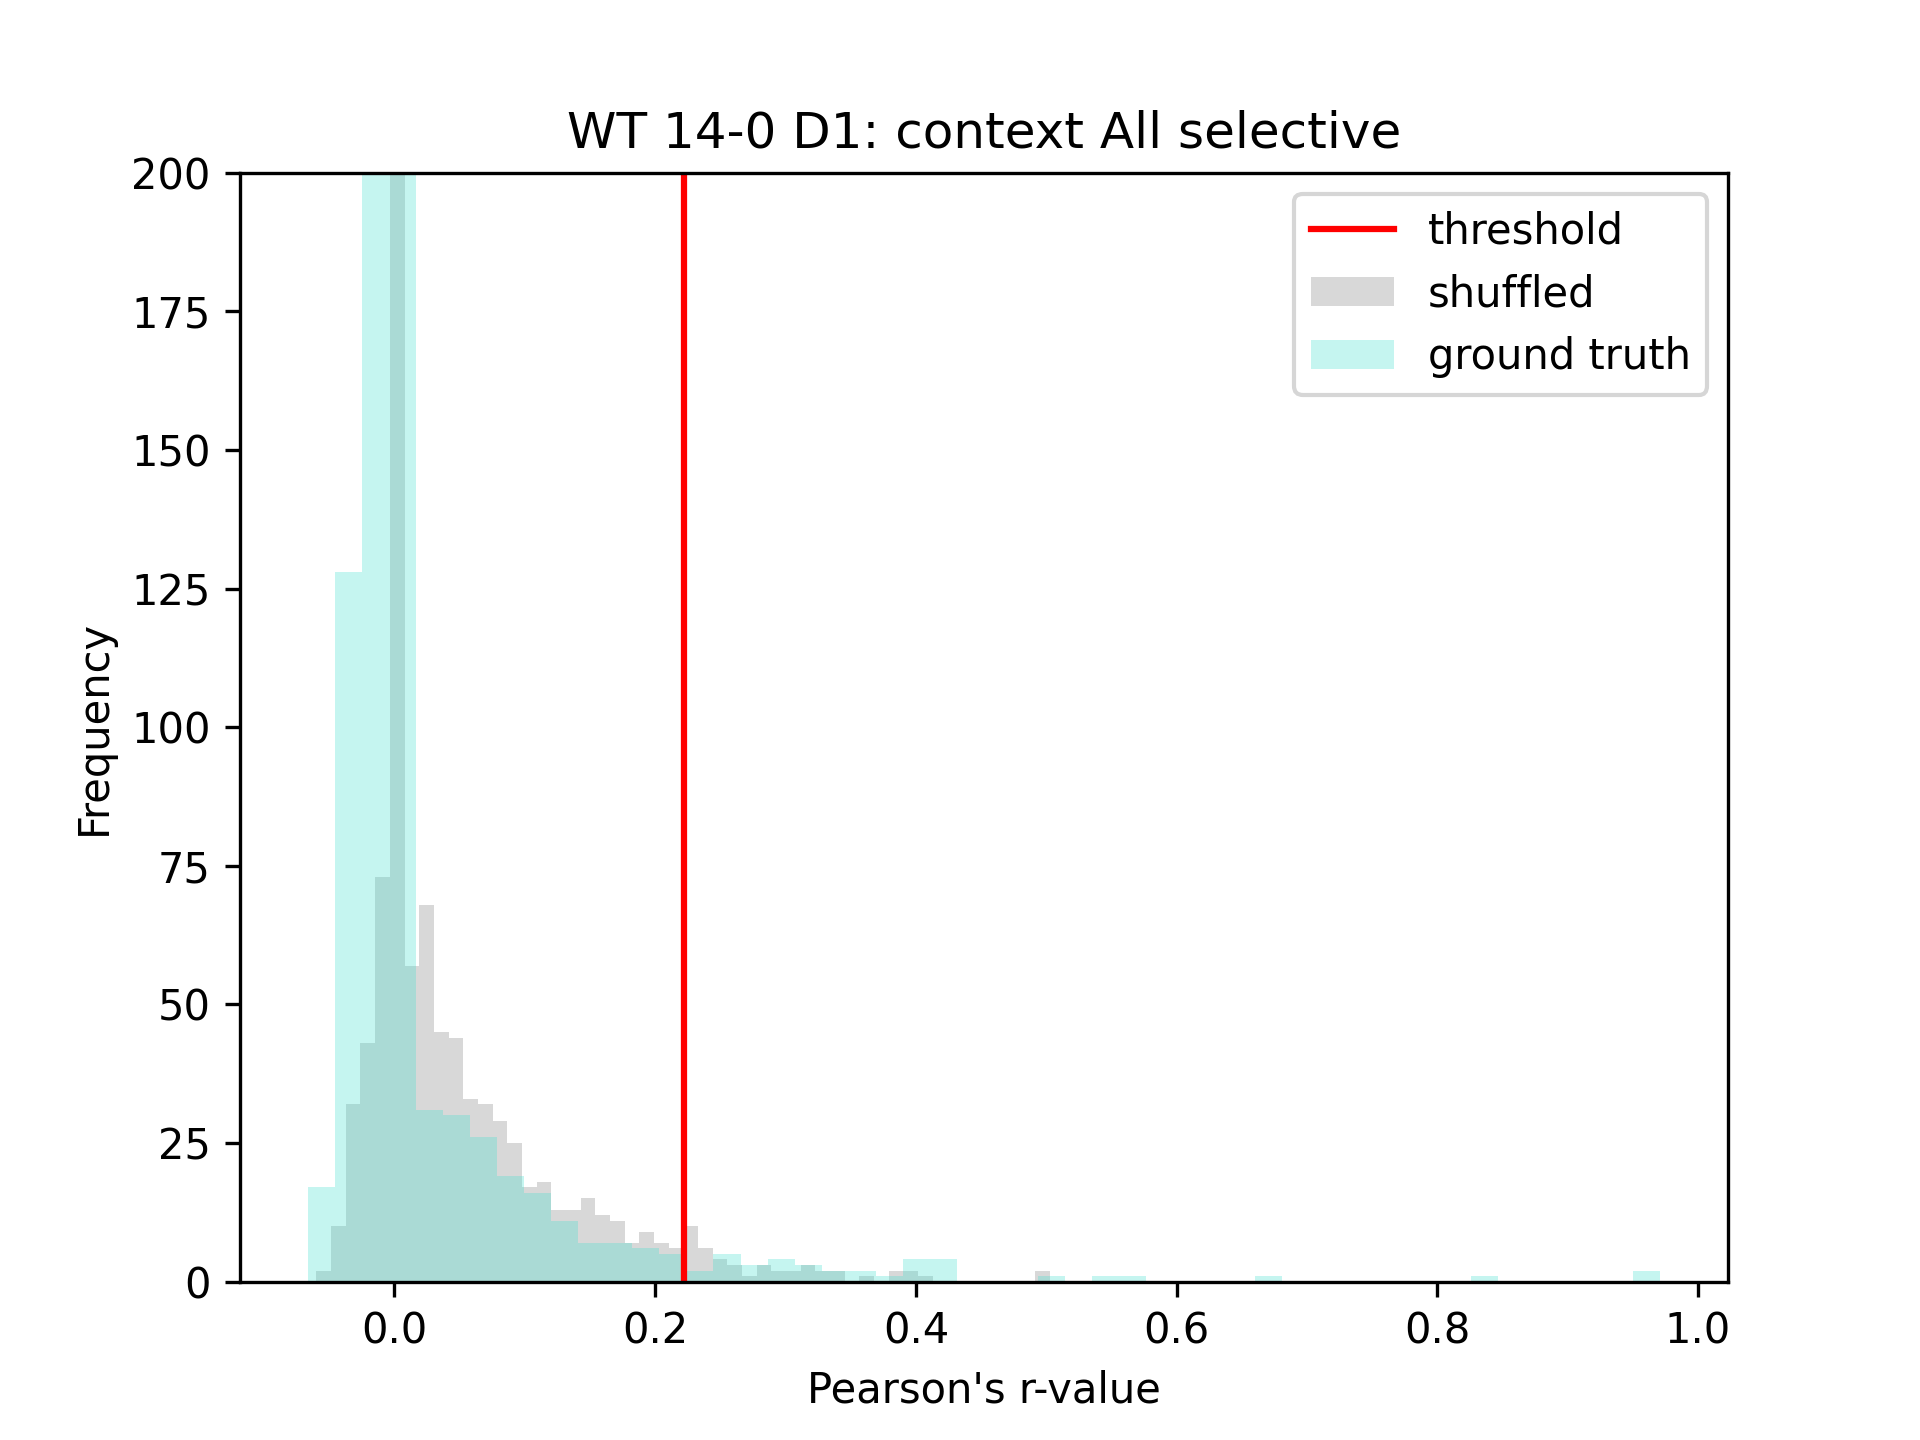 WT 14-0 D1: context All selective
200
175
150
125
100
75
50
25
0
Frequency
threshold
shuffled
ground truth
0.0 0.2 0.4 0.6 0.8 1.0
Pearson's r-value